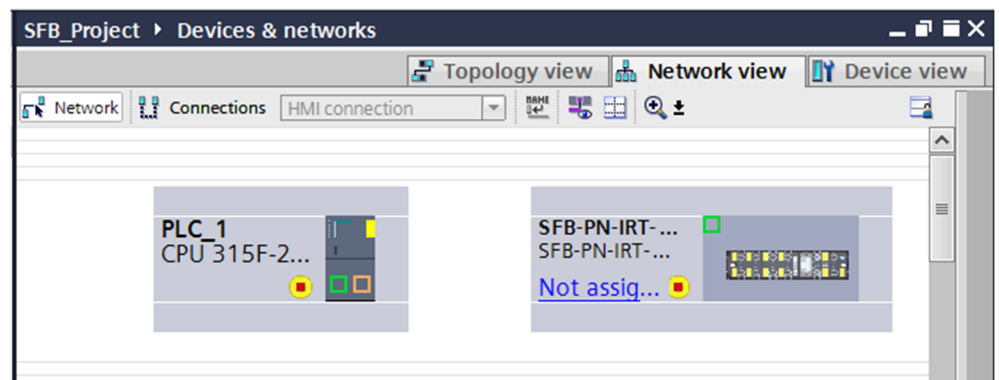 SFB_Project ▸ Devices & networks
Topology view Network view Device view
Network Connections HMI connection NAME
PLC_1
CPU 315F-2...
SFB-PN-IRT-...
SFB-PN-IRT-...
Not assig...